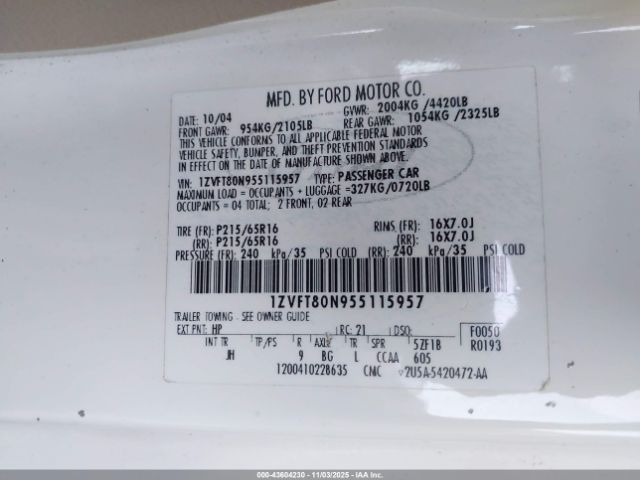 MFD. BY FORD MOTOR CO.
DATE: 10/04 GVWR: 2004KG /4420LB
FRONT GAWR: 954KG/2105LB REAR GAWR: 1054KG /2325LB
THIS VEHICLE CONFORMS TO ALL APPLICABLE FEDERAL MOTOR
VEHICLE SAFETY, BUMPER, AND THEFT PREVENTION STANDARDS
IN EFFECT ON THE DATE OF MANUFACTURE SHOWN ABOVE.
VIN: 1ZVFT80N955115957 TYPE: PASSENGER CAR
MAXIMUM LOAD = OCCUPANTS + LUGGAGE =327KG/0720LB
OCCUPANTS = 04 TOTAL; 2 FRONT, 02 REAR
TIRE (FR): P215/65R16 RIMS (FR): 16X7.0J
(RR): P215/65R16 (RR): 16X7.0J
PRESSURE (FR): 240 kPa/35 PSI COLD (RR): 240 kPa/35 PSI COLD
1ZVFT80N955115957
TRAILER TOWING - SEE OWNER GUIDE
EXT PNT: HP RC: 21 DSO: F0050
INT TR TP/PS R AXLE TR SPR 5ZF1B R0193
JH 9 BG L CCAA 605
1200410228635 CMC ▽2U5A-5420472-AA
000-43604230 - 11/03/2025 - IAAI.COM